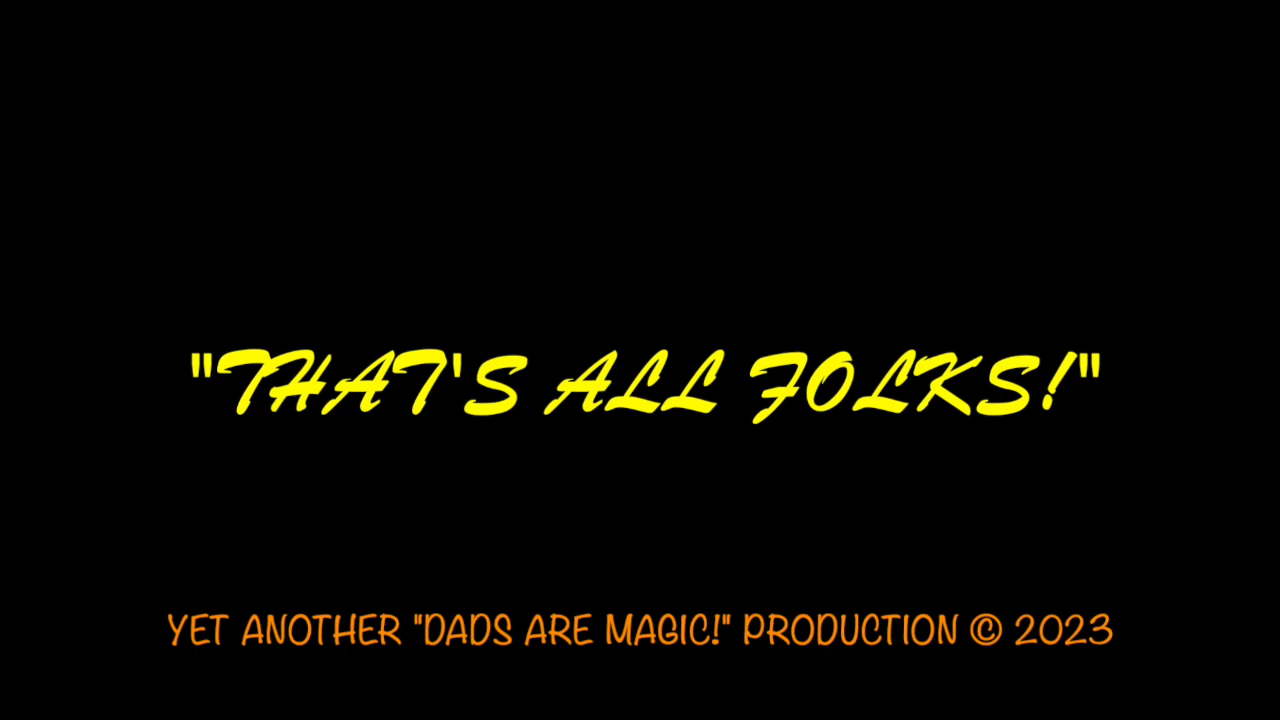 "THAT'S ALL FOLKS!"
YET ANOTHER "DADS ARE MAGIC!" PRODUCTION © 2023